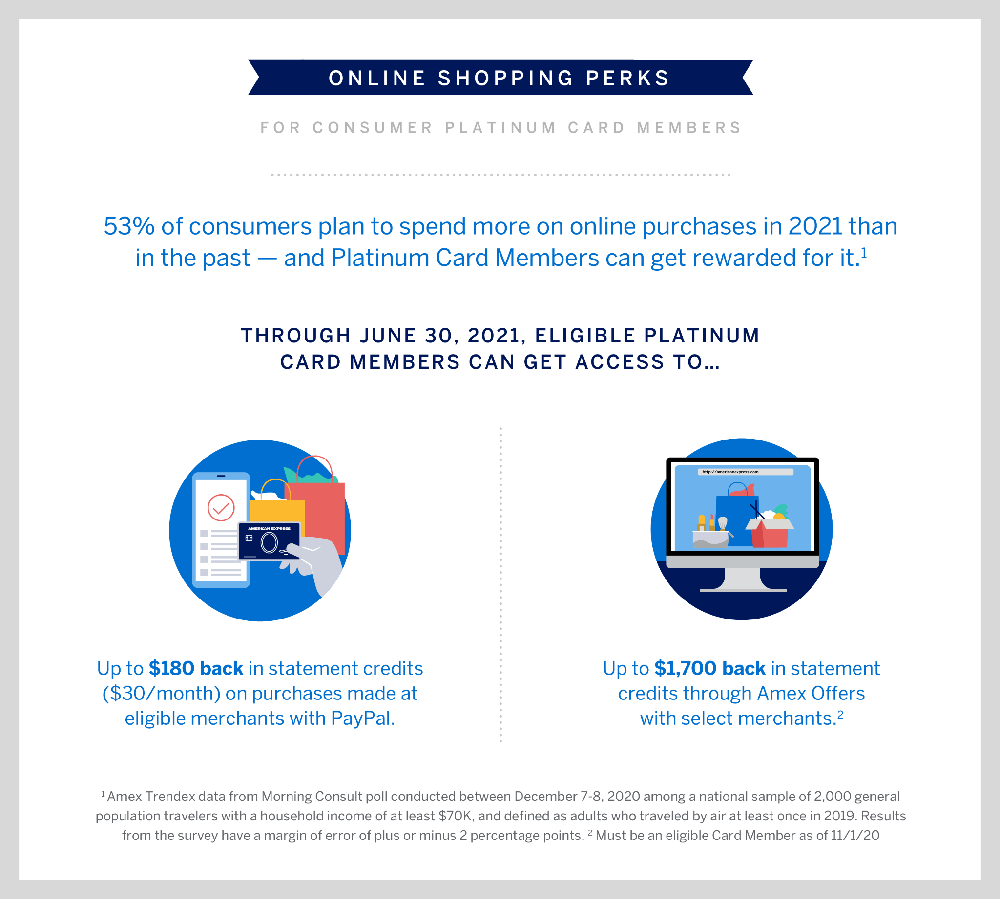 ONLINE SHOPPING PERKS
FOR CONSUMER PLATINUM CARD MEMBERS
53% of consumers plan to spend more on online purchases in 2021 than
in the past — and Platinum Card Members can get rewarded for it.¹
THROUGH JUNE 30, 2021, ELIGIBLE PLATINUM
CARD MEMBERS CAN GET ACCESS TO...
AMERICAN EXPRESS
Up to $180 back in statement credits
($30/month) on purchases made at
eligible merchants with PayPal.
http://americanexpress.com
Up to $1,700 back in statement
credits through Amex Offers
with select merchants.²
¹ Amex Trendex data from Morning Consult poll conducted between December 7-8, 2020 among a national sample of 2,000 general
population travelers with a household income of at least $70K, and defined as adults who traveled by air at least once in 2019. Results
from the survey have a margin of error of plus or minus 2 percentage points. ² Must be an eligible Card Member as of 11/1/20